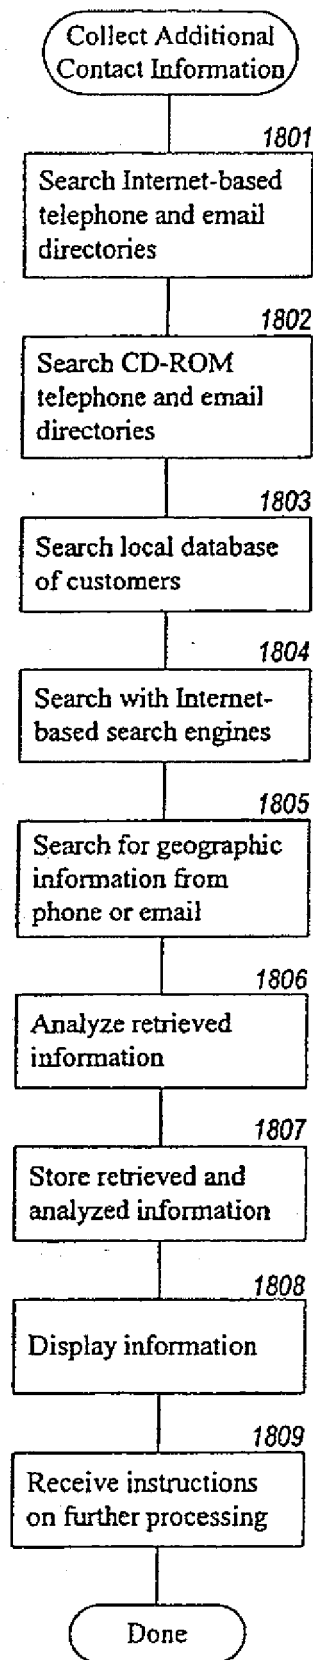 Collect Additional
Contact Information
1801
Search Internet-based
telephone and email
directories
1802
Search CD-ROM
telephone and email
directories
1803
Search local database
of customers
1804
Search with Internet-
based search engines
1805
Search for geographic
information from
phone or email
1806
Analyze retrieved
information
1807
Store retrieved and
analyzed information
1808
Display information
1809
Receive instructions
on further processing
Done